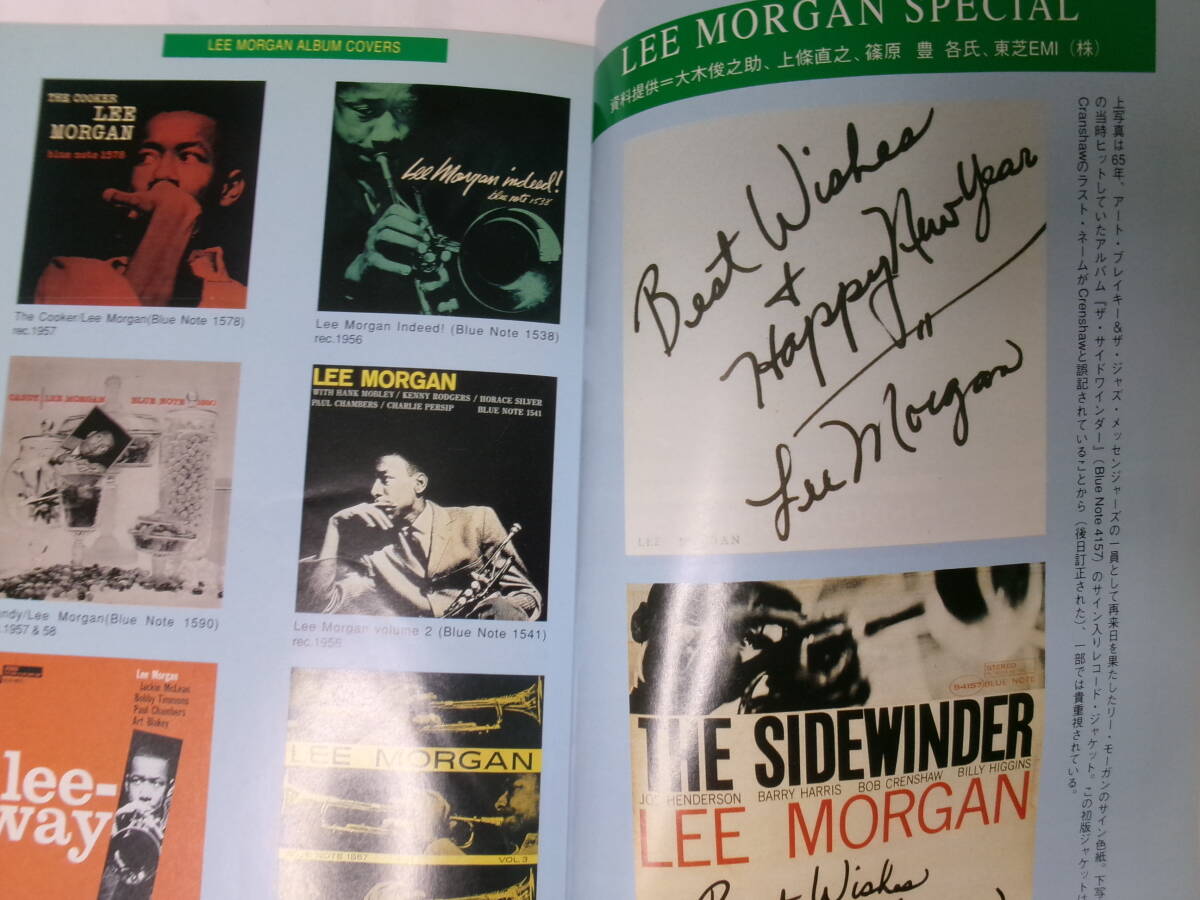 LEE MORGAN ALBUM COVERS
THE COOKER
LEE
MORGAN
blue note 1578
The Cooker/Lee Morgan(Blue Note 1578)
rec.1957
Lee Morgan indeed!
blue note 1538
Lee Morgan Indeed! (Blue Note 1538)
rec.1956
CANDY LEE MORGAN BLUE NOTE 1590
ndy/Lee Morgan(Blue Note 1590)
.1957 & 58
LEE MORGAN
WITH HANK MOBLEY / KENNY RODGERS / HORACE SILVER
PAUL CHAMBERS / CHARLIE PERSIP BLUE NOTE 1541
Lee Morgan volume 2 (Blue Note 1541)
rec.1956
Lee Morgan
Jackie McLean
Bobby Timmons
Paul Chambers
Art Blakey
lee-
way
LEE MORGAN
BLUE NOTE 1557 VOL.3
LEE MORGAN SPECIAL
資料提供=大木俊之助、上條直之、篠原 豊 各氏、東芝EMI(株)
Best Wishes
+
Happy New Year
"
Lee Morgan
LEE MORGAN
STEREO
84157 BLUE NOTE
THE SIDEWINDER
JOE HENDERSON BARRY HARRIS BOB CRENSHAW BILLY HIGGINS
LEE MORGAN
Best Wishes
上写真は65年、アート・ブレイキー&ザ・ジャズ・メッセンジャーズの一員として再来日を果たしたリー・モーガンのサイン色紙。下写
の当時ヒットしていたアルバム『ザ・サイドワインダー』(Blue Note 4157)のサイン入りレコード・ジャケット。この初版ジャケットは
Cranshawのラスト・ネームがCrenshawと誤記されていることから(後日訂正された)、一部では貴重視されている。